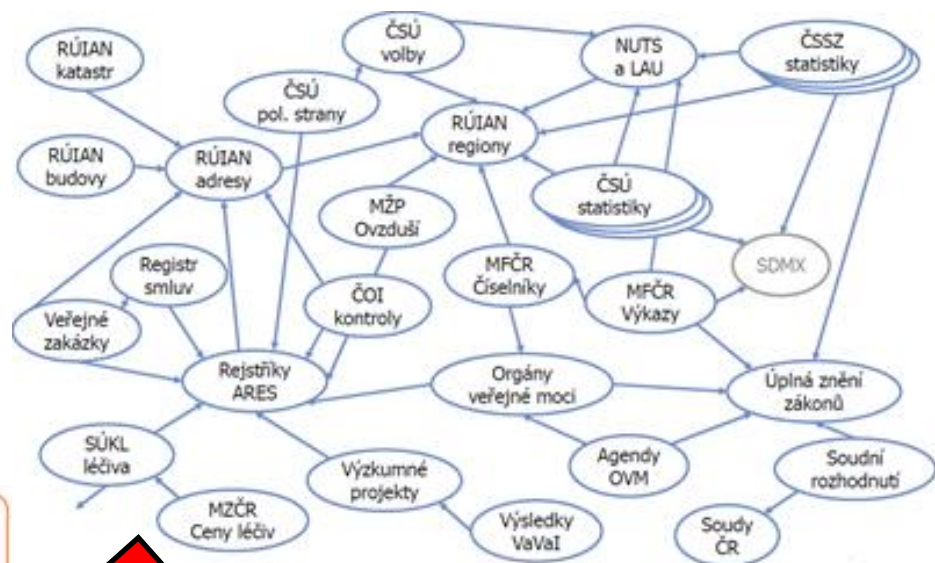 RÚIAN
katastr
ČSÚ
volby
NUTS
a LAU
ČSSZ
statistiky
ČSÚ
pol. strany
RÚIAN
regiony
RÚIAN
budovy
RÚIAN
adresy
ČSÚ
statistiky
MŽP
Ovzduší
Registr
smluv
MFČR
Číselníky
SDMX
Veřejné
zakázky
ČOI
kontroly
MFČR
Výkazy
Rejstříky
ARES
Orgány
veřejné moci
Úplná znění
zákonů
SÚKL
léčiva
Výzkumné
projekty
Agendy
OVM
Soudní
rozhodnutí
MZČR
Ceny léčiv
Výsledky
VaVaI
Soudy
ČR